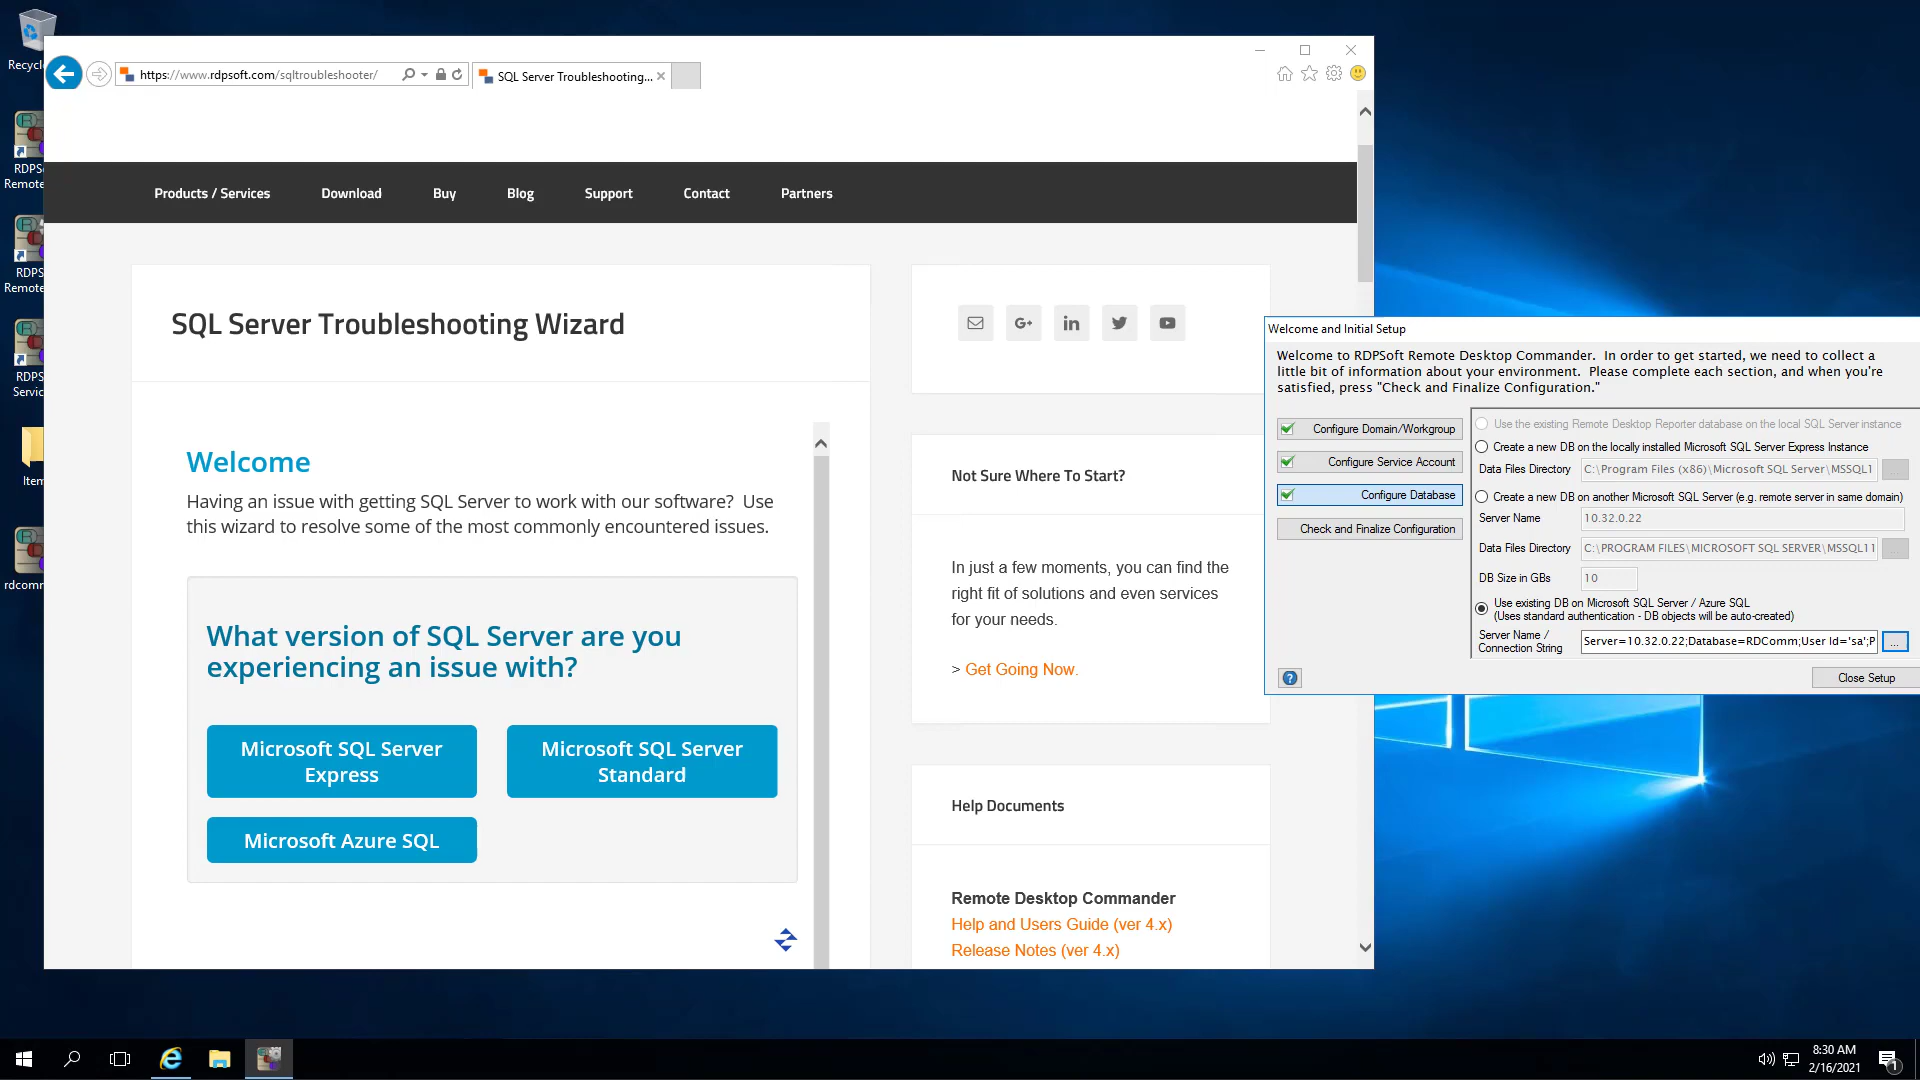 https://www.rdpsoft.com/sqltroubleshooter/
SQL Server Troubleshooting...
Products / Services
Download
Buy
Blog
Support
Contact
Partners
SQL Server Troubleshooting Wizard
Welcome
Having an issue with getting SQL Server to work with our software? Use
this wizard to resolve some of the most commonly encountered issues.
What version of SQL Server are you
experiencing an issue with?
Microsoft SQL Server
Express
Microsoft SQL Server
Standard
Microsoft Azure SQL
G+
in
Not Sure Where To Start?
In just a few moments, you can find the
right fit of solutions and even services
for your needs.
> Get Going Now.
Help Documents
Remote Desktop Commander
Help and Users Guide (ver 4.x)
Release Notes (ver 4.x)
Welcome and Initial Setup
Welcome to RDPSoft Remote Desktop Commander. In order to get started, we need to collect a
little bit of information about your environment. Please complete each section, and when you're
satisfied, press "Check and Finalize Configuration."
Configure Domain/Workgroup
Configure Service Account
Configure Database
Check and Finalize Configuration
Use the existing Remote Desktop Reporter database on the local SQL Server instance
Create a new DB on the locally installed Microsoft SQL Server Express Instance
Data Files Directory
C:\Program Files (x86)\Microsoft SQL Server\MSSQL1
...
Create a new DB on another Microsoft SQL Server (e.g. remote server in same domain)
Server Name
10.32.0.22
Data Files Directory
C:\PROGRAM FILES\MICROSOFT SQL SERVER\MSSQL11
...
DB Size in GBs
10
Use existing DB on Microsoft SQL Server / Azure SQL
(Uses standard authentication - DB objects will be auto-created)
Server Name /
Connection String
Server=10.32.0.22;Database=RDComm;User Id='sa';P
...
?
Close Setup
Recycl
RDPS
Remote
RDPS
Remote
RDPS
Servic
Item
rdcomm
8:30 AM
2/16/2021
1